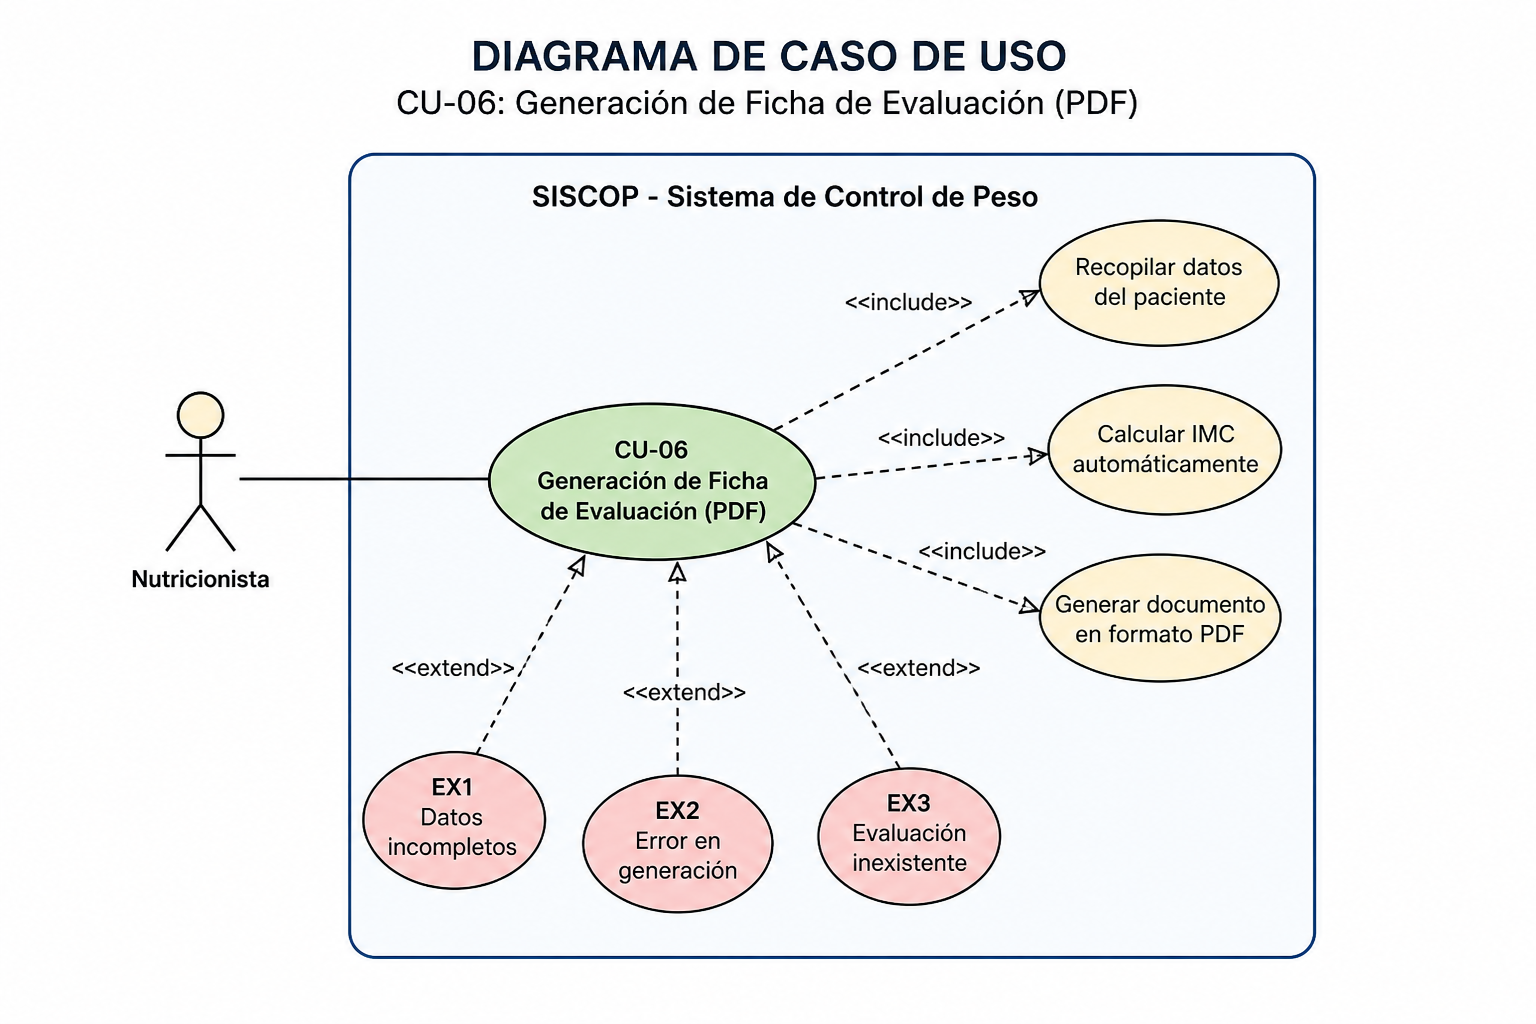 DIAGRAMA DE CASO DE USO
CU-06: Generación de Ficha de Evaluación (PDF)
SISCOP - Sistema de Control de Peso
Recopilar datos
del paciente
<<include>>
Calcular IMC
automáticamente
<<include>>
CU-06
Generación de Ficha
de Evaluación (PDF)
<<include>>
Generar documento
en formato PDF
Nutricionista
<<extend>>
<<extend>>
<<extend>>
EX1
Datos
incompletos
EX2
Error en
generación
EX3
Evaluación
inexistente